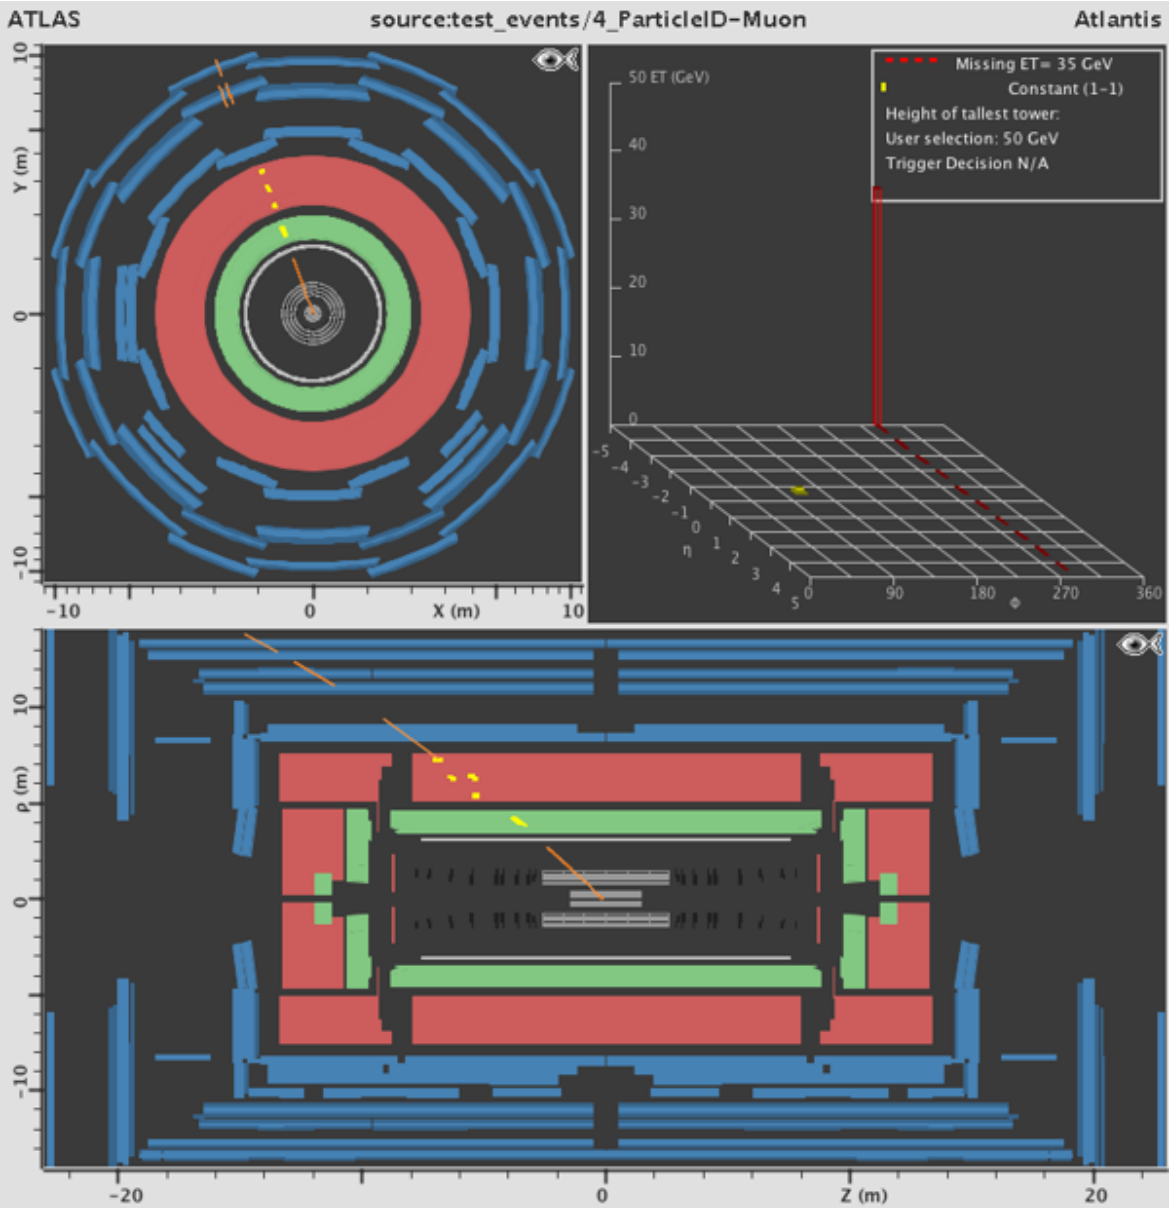 ATLAS source:test_events/4_ParticleID-Muon Atlantis
10
Y (m)
0
-10
-10 0 X (m) 10
50 ET (GeV)
40
30
20
10
0
Missing ET= 35 GeV
Constant (1-1)
Height of tallest tower:
User selection: 50 GeV
Trigger Decision N/A
-5
-4
-3
-2
-1
0
1
2
3
4
5
η
0 90 180 270 360
Φ
10
ρ (m)
0
-10
-20 0 Z (m) 20